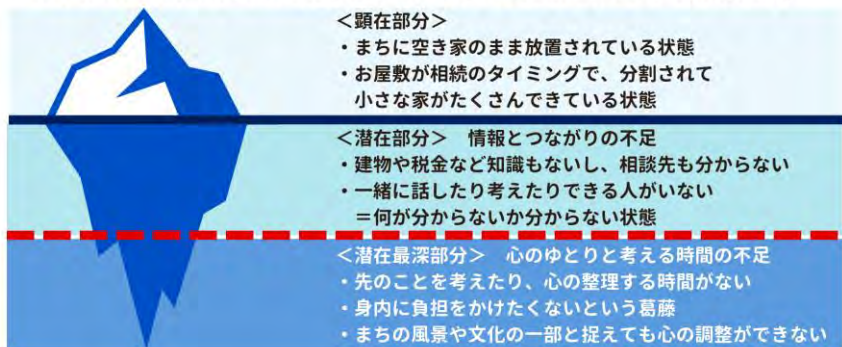 ＜顕在部分＞
・まちに空き家のまま放置されている状態
・お屋敷が相続のタイミングで、分割されて
小さな家がたくさんできている状態
＜潜在部分＞　情報とつながりの不足
・建物や税金など知識もないし、相談先も分からない
・一緒に話したり考えたりできる人がいない
＝何が分からないか分からない状態
＜潜在最深部分＞　心のゆとりと考える時間の不足
・先のことを考えたり、心の整理する時間がない
・身内に負担をかけたくないという葛藤
・まちの風景や文化の一部と捉えても心の調整ができない